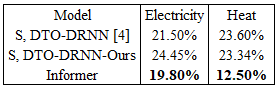 Model Electricity Heat
S, DTO-DRNN [4] 21.50% 23.60%
S, DTO-DRNN-Ours 24.45% 23.34%
Informer 19.80% 12.50%